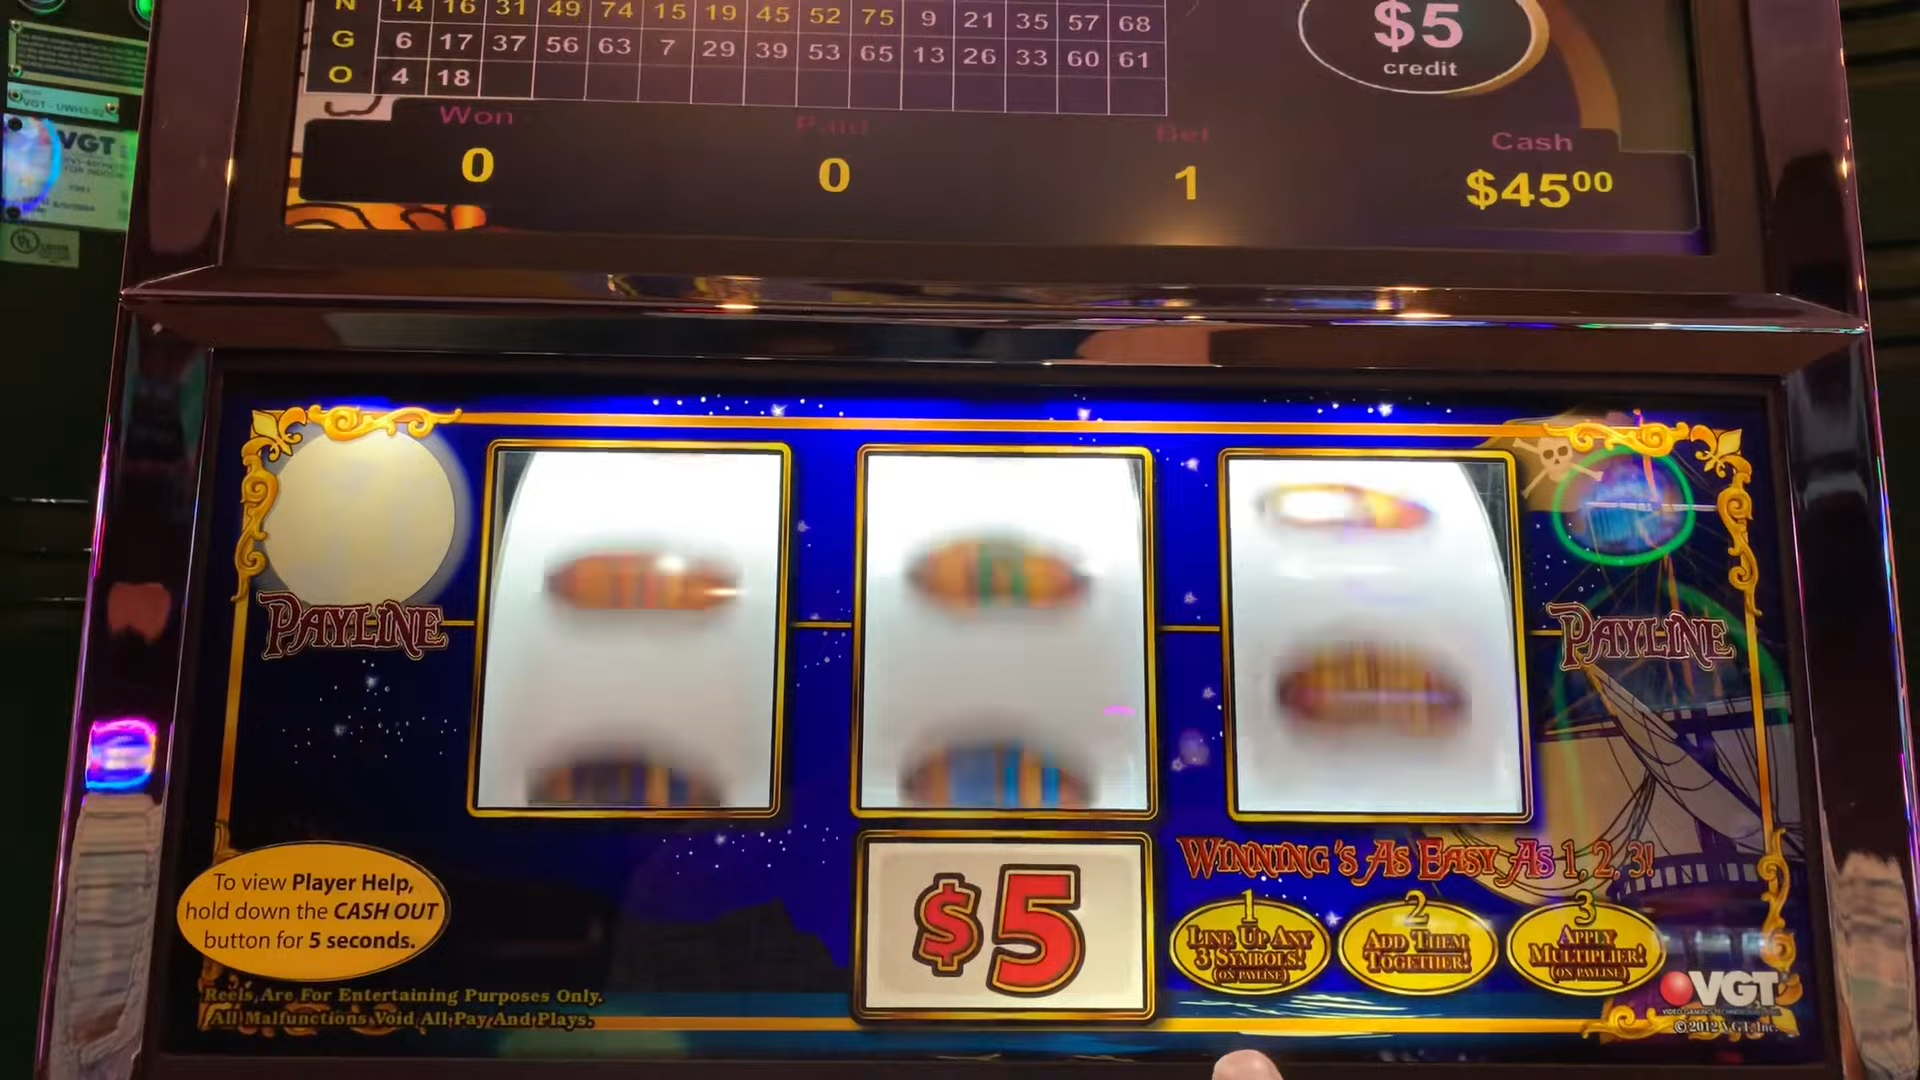 N 14 16 31 49 74 15 19 45 52 75 9 21 35 57 68
G 6 17 37 56 63 7 29 39 53 65 13 26 33 60 61
O 4 18
$5
credit
Won Paid Bet Cash
0 0 1 $4500
VGT
PAYLINE
PAYLINE
To view Player Help,
hold down the CASH OUT
button for 5 seconds.
Reels Are For Entertaining Purposes Only.
All Malfunctions Void All Pay And Plays.
$5
WINNING'S AS EASY AS 1, 2, 3!
1
LINE UP ANY
3 SYMBOLS!
(ON PAYLINE)
2
ADD THEM
TOGETHER!
3
APPLY
MULTIPLIER!
(ON PAYLINE)
VGT
©2012 VGT, Inc.